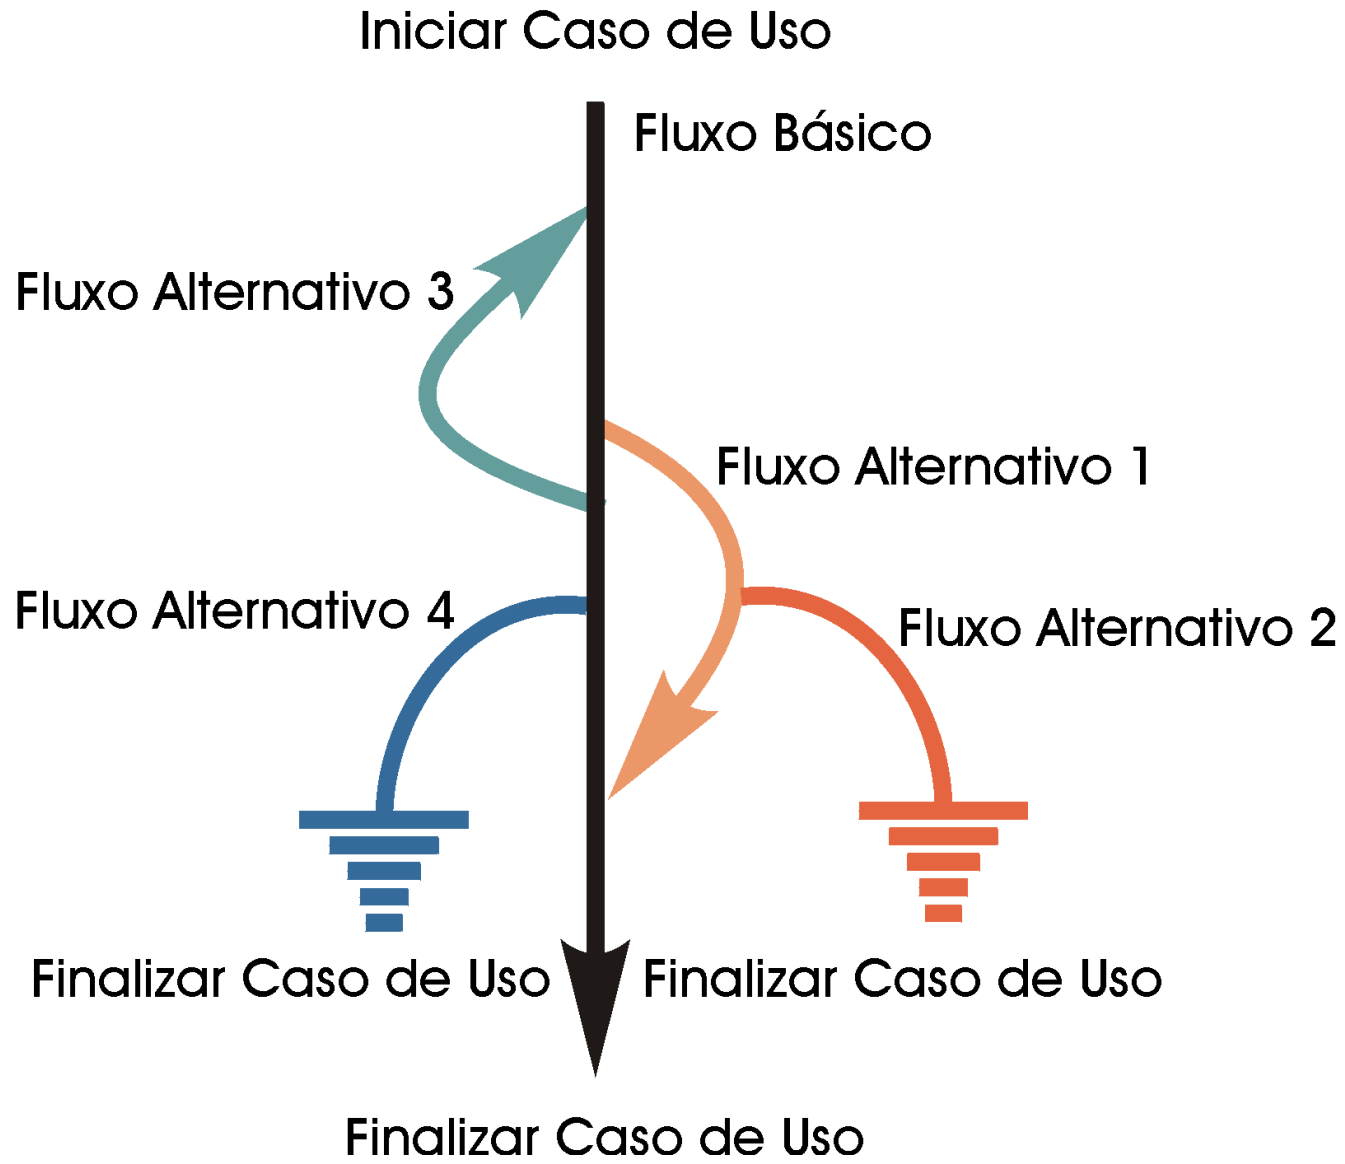 Iniciar Caso de Uso
Fluxo Básico
Fluxo Alternativo 3
Fluxo Alternativo 1
Fluxo Alternativo 4
Fluxo Alternativo 2
Finalizar Caso de Uso
Finalizar Caso de Uso
Finalizar Caso de Uso